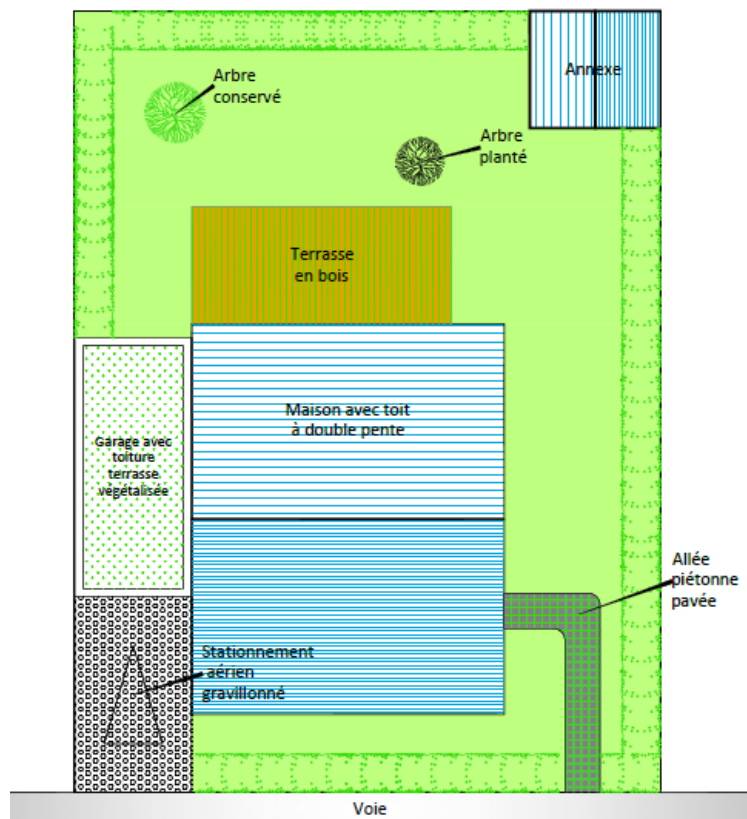 Annexe
Arbre
conservé
Arbre
planté
Terrasse
en bois
Maison avec toit
à double pente
Garage avec
toiture
terrasse
végétalisée
Allée
piétonne
pavée
Stationnement
aérien
gravillonné
Voie